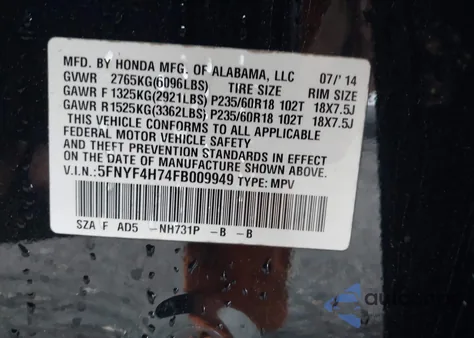 MFD. BY HONDA MFG. OF ALABAMA, LLC 07/'14
GVWR 2765KG(6096LBS) TIRE SIZE RIM SIZE
GAWR F 1325KG(2921LBS) P235/60R18 102T 18X7.5J
GAWR R1525KG(3362LBS) P235/60R18 102T 18X7.5J
THIS VEHICLE CONFORMS TO ALL APPLICABLE
FEDERAL MOTOR VEHICLE SAFETY
AND THEFT PREVENTION STANDARDS IN EFFECT
ON THE DATE OF MANUFACTURE SHOWN ABOVE.
V.I.N.:5FNYF4H74FB009949 TYPE: MPV
SZA F AD5 -NH731P -B -B